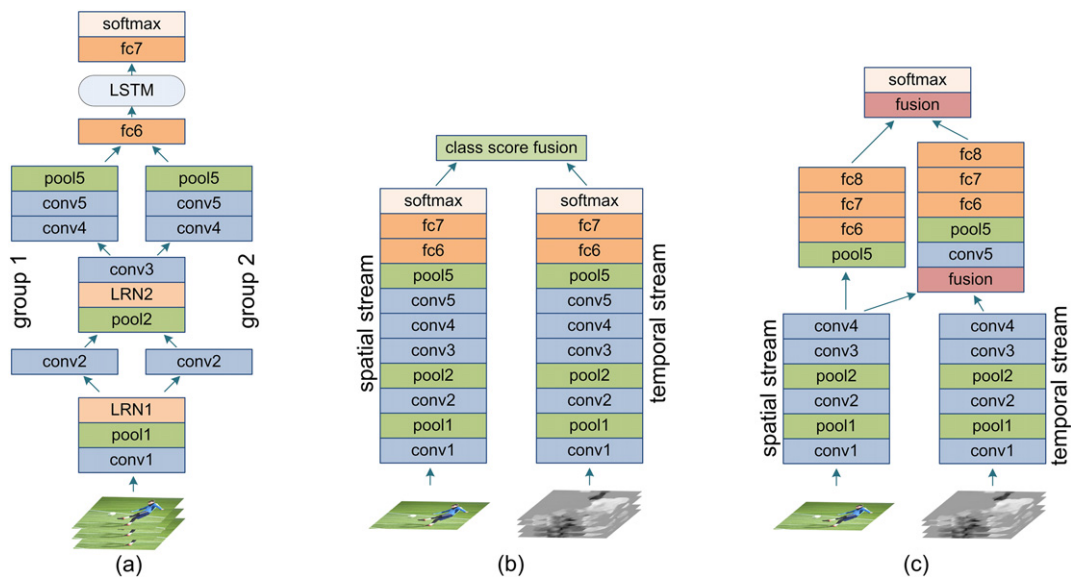 softmax
fc7
LSTM
fc6
pool5
conv5
conv4
pool5
conv5
conv4
group 1
group 2
conv3
LRN2
pool2
conv2
conv2
LRN1
pool1
conv1
(a)
class score fusion
softmax
fc7
fc6
pool5
conv5
conv4
conv3
pool2
conv2
pool1
conv1
spatial stream
softmax
fc7
fc6
pool5
conv5
conv4
conv3
pool2
conv2
pool1
conv1
temporal stream
(b)
softmax
fusion
fc8
fc7
fc6
pool5
fc8
fc7
fc6
pool5
conv5
fusion
conv4
conv3
pool2
conv2
pool1
conv1
spatial stream
conv4
conv3
pool2
conv2
pool1
conv1
temporal stream
(c)